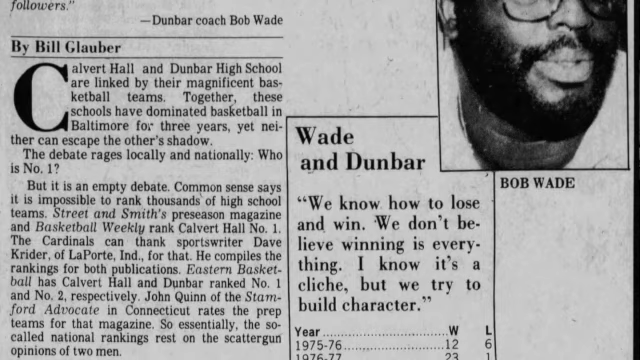 followers."
—Dunbar coach Bob Wade
By Bill Glauber
Calvert Hall and Dunbar High School
are linked by their magnificent bas-
ketball teams. Together, these
schools have dominated basketball in
Baltimore for three years, yet nei-
ther can escape the other's shadow.
The debate rages locally and nationally: Who
is No. 1?
But it is an empty debate. Common sense says
it is impossible to rank thousands of high school
teams. Street and Smith's preseason magazine
and Basketball Weekly rank Calvert Hall No. 1.
The Cardinals can thank sportswriter Dave
Krider, of LaPorte, Ind., for that. He compiles the
rankings for both publications. Eastern Basket-
ball has Calvert Hall and Dunbar ranked No. 1
and No. 2, respectively. John Quinn of the Stam-
ford Advocate in Connecticut rates the prep
teams for that magazine. So essentially, the so-
called national rankings rest on the scattergun
opinions of two men.
Wade
and Dunbar
"We know how to lose
and win. We don't be-
lieve winning is every-
thing. I know it's a
cliche, but we try to
build character."
Year W L
1975-76 12 6
1976-77 23 1
BOB WADE